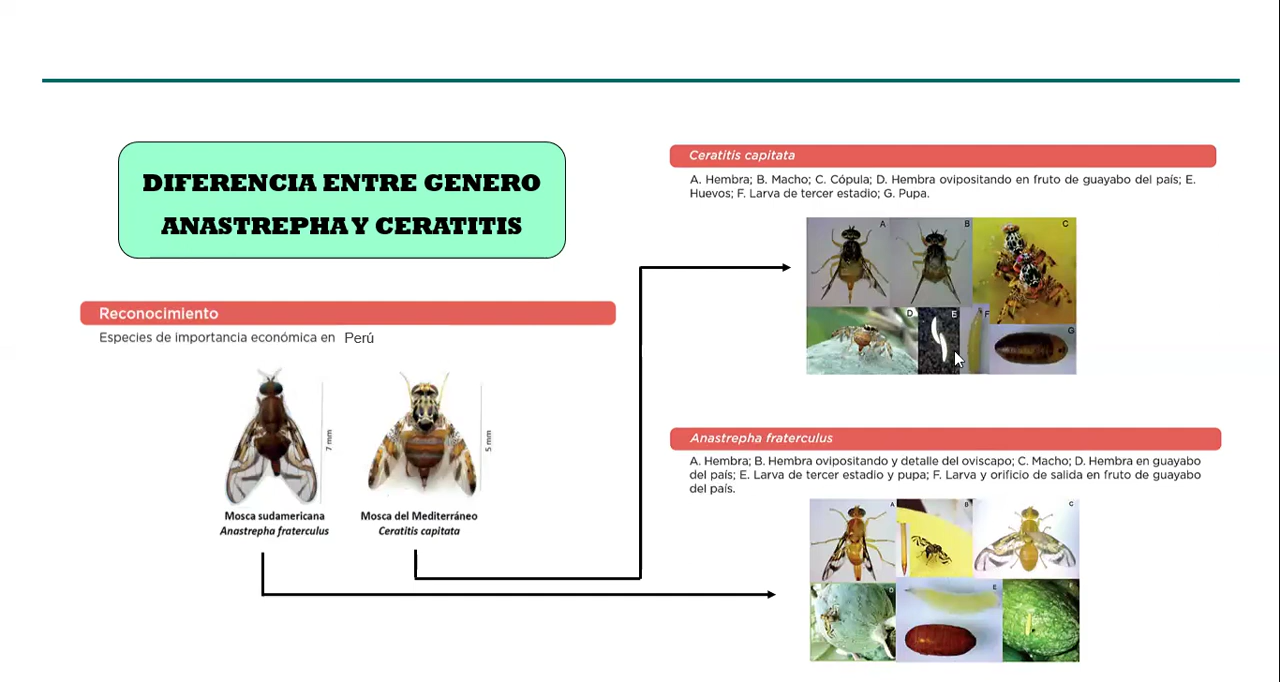 DIFERENCIA ENTRE GENERO
ANASTREPHA Y CERATITIS
Reconocimiento
Especies de importancia económica en Perú
7 mm
5 mm
Mosca sudamericana
Anastrepha fraterculus
Mosca del Mediterráneo
Ceratitis capitata
Ceratitis capitata
A. Hembra; B. Macho; C. Cópula; D. Hembra ovipositando en fruto de guayabo del país; E.
Huevos; F. Larva de tercer estadio; G. Pupa.
A
B
C
D
E
F
G
Anastrepha fraterculus
A. Hembra; B. Hembra ovipositando y detalle del oviscapo; C. Macho; D. Hembra en guayabo
del país; E. Larva de tercer estadio y pupa; F. Larva y orificio de salida en fruto de guayabo
del país.
A
B
C
D
E